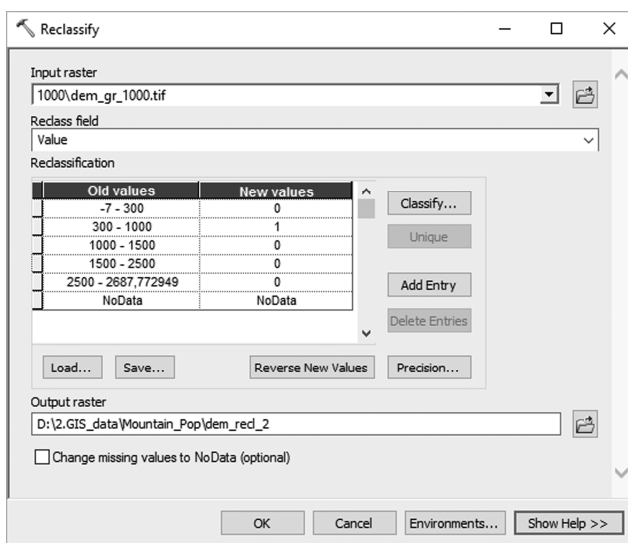 Reclassify
Input raster
1000\dem_gr_1000.tif
Reclass field
Value
Reclassification
Old values New values
-7 - 300 0
300 - 1000 1
1000 - 1500 0
1500 - 2500 0
2500 - 2687,772949 0
NoData NoData
Classify...
Unique
Add Entry
Delete Entries
Load... Save... Reverse New Values Precision...
Output raster
D:\2.GIS_data\Mountain_Pop\dem_recl_2
Change missing values to NoData (optional)
OK Cancel Environments... Show Help >>